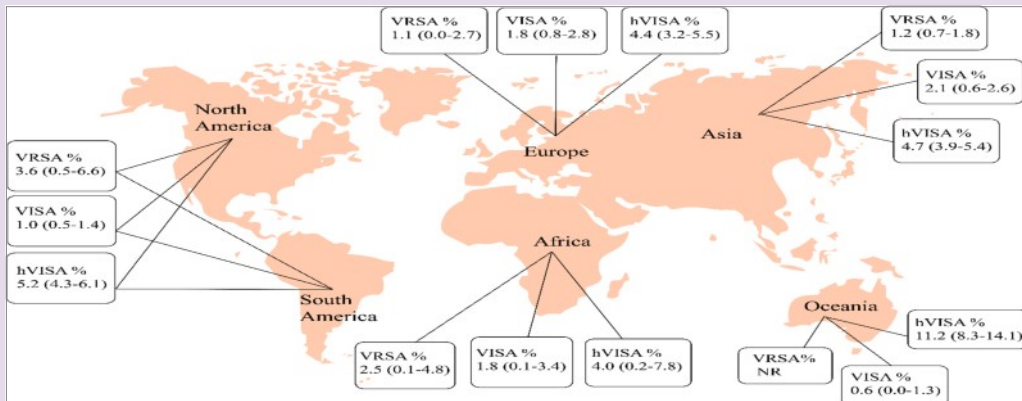 VRSA %
1.1 (0.0-2.7)
VISA %
1.8 (0.8-2.8)
hVISA %
4.4 (3.2-5.5)
VRSA %
1.2 (0.7-1.8)
VISA %
2.1 (0.6-2.6)
hVISA %
4.7 (3.9-5.4)
North
America
Europe
Asia
VRSA %
3.6 (0.5-6.6)
VISA %
1.0 (0.5-1.4)
hVISA %
5.2 (4.3-6.1)
South
America
Africa
Oceania
VRSA %
2.5 (0.1-4.8)
VISA %
1.8 (0.1-3.4)
hVISA %
4.0 (0.2-7.8)
hVISA %
11.2 (8.3-14.1)
VRSA%
NR
VISA %
0.6 (0.0-1.3)